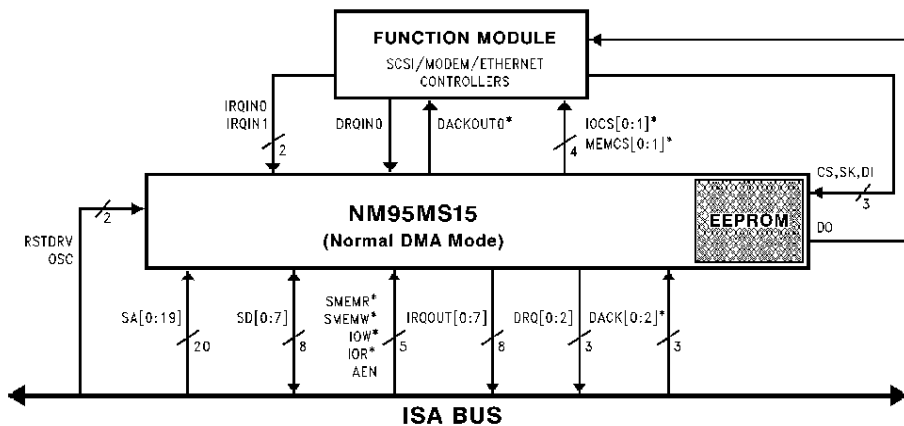 FUNCTION MODULE
SCSI/MODEM/ETHERNET
CONTROLLERS
IRQIN0
IRQIN1
2
DRQIN0
DACKOUT0*
IOCS[0:1]*
MEMCS[0:1]*
4
CS,SK,DI
3
NM95MS15
(Normal DMA Mode)
EEPROM
DO
2
RSTDRV
OSC
SA[0:19]
20
SD[0:7]
8
SMEMR*
SMEMW*
IOW*
IOR*
AEN
5
IRQOUT[0:7]
8
DRQ[0:2]
3
DACK[0:2]*
3
ISA BUS